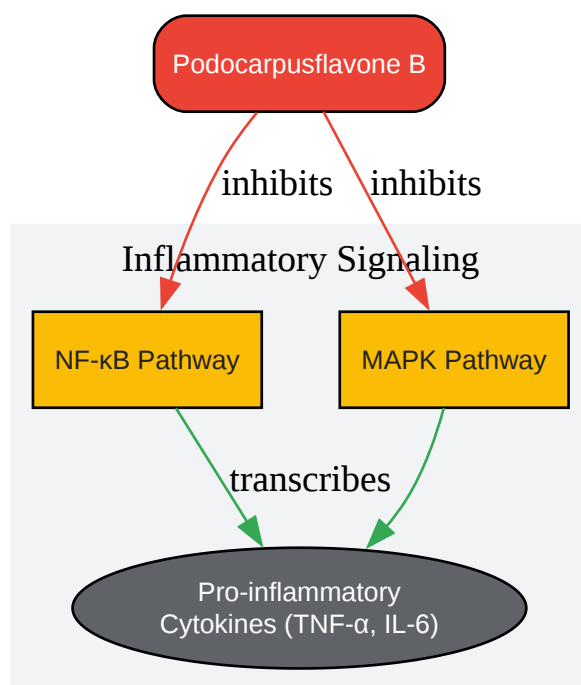 Podocarpusflavone B
inhibits inhibits
Inflammatory Signaling
NF-κB Pathway
MAPK Pathway
transcribes
Pro-inflammatory
Cytokines (TNF-α, IL-6)